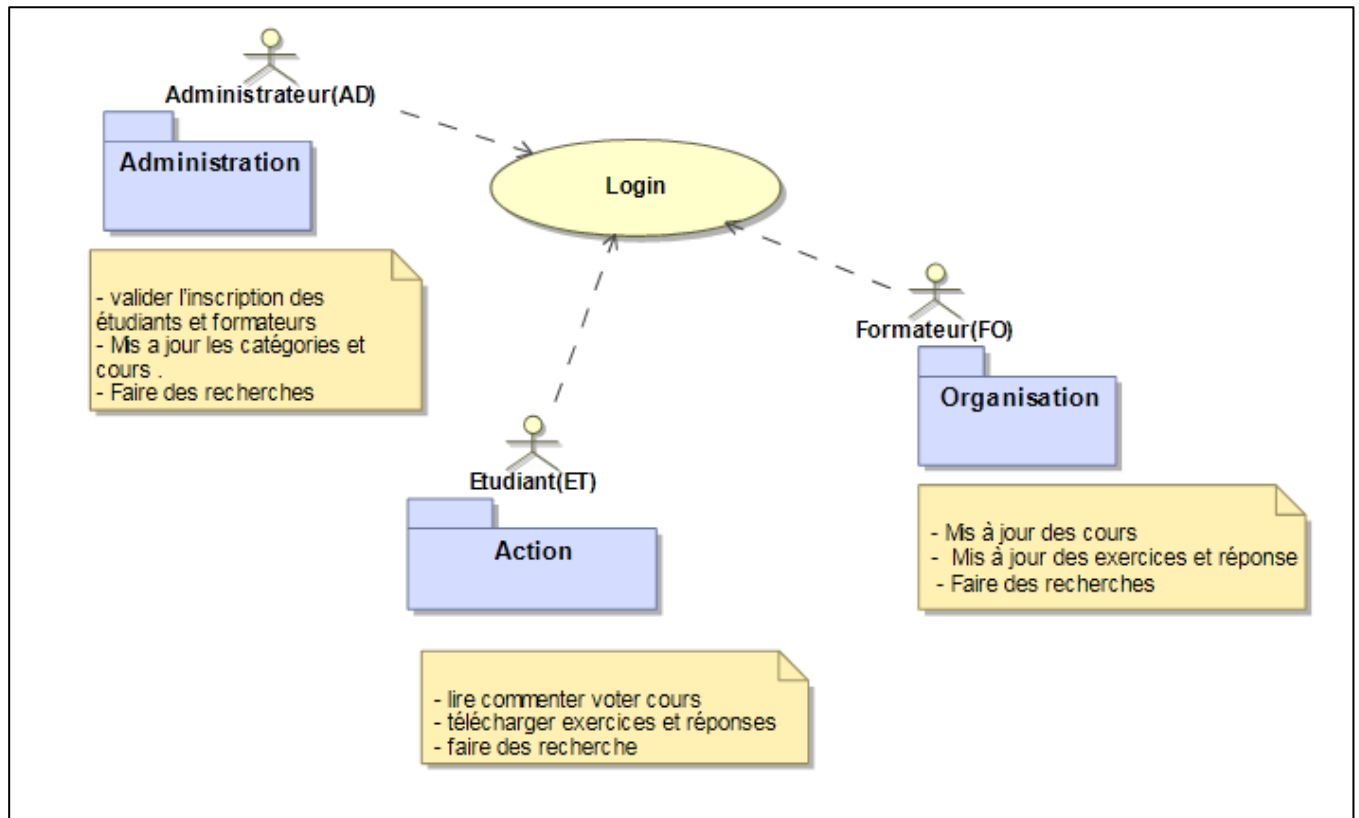 Administrateur(AD)
Administration
- valider l'inscription des
étudiants et formateurs
- Mis a jour les catégories et
cours .
- Faire des recherches
Login
Formateur(FO)
Organisation
- Mis à jour des cours
- Mis à jour des exercices et réponse
- Faire des recherches
Etudiant(ET)
Action
- lire commenter voter cours
- télécharger exercices et réponses
- faire des recherche